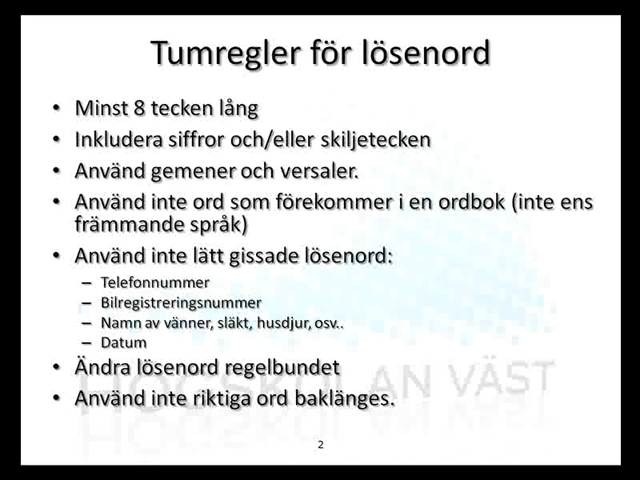 Tumregler för lösenord
• Minst 8 tecken lång
• Inkludera siffror och/eller skiljetecken
• Använd gemener och versaler.
• Använd inte ord som förekommer i en ordbok (inte ens
främmande språk)
• Använd inte lätt gissade lösenord:
– Telefonnummer
– Bilregistreringsnummer
– Namn av vänner, släkt, husdjur, osv..
– Datum
• Ändra lösenord regelbundet
• Använd inte riktiga ord baklänges.
HÖGSKOLAN VÄST
2